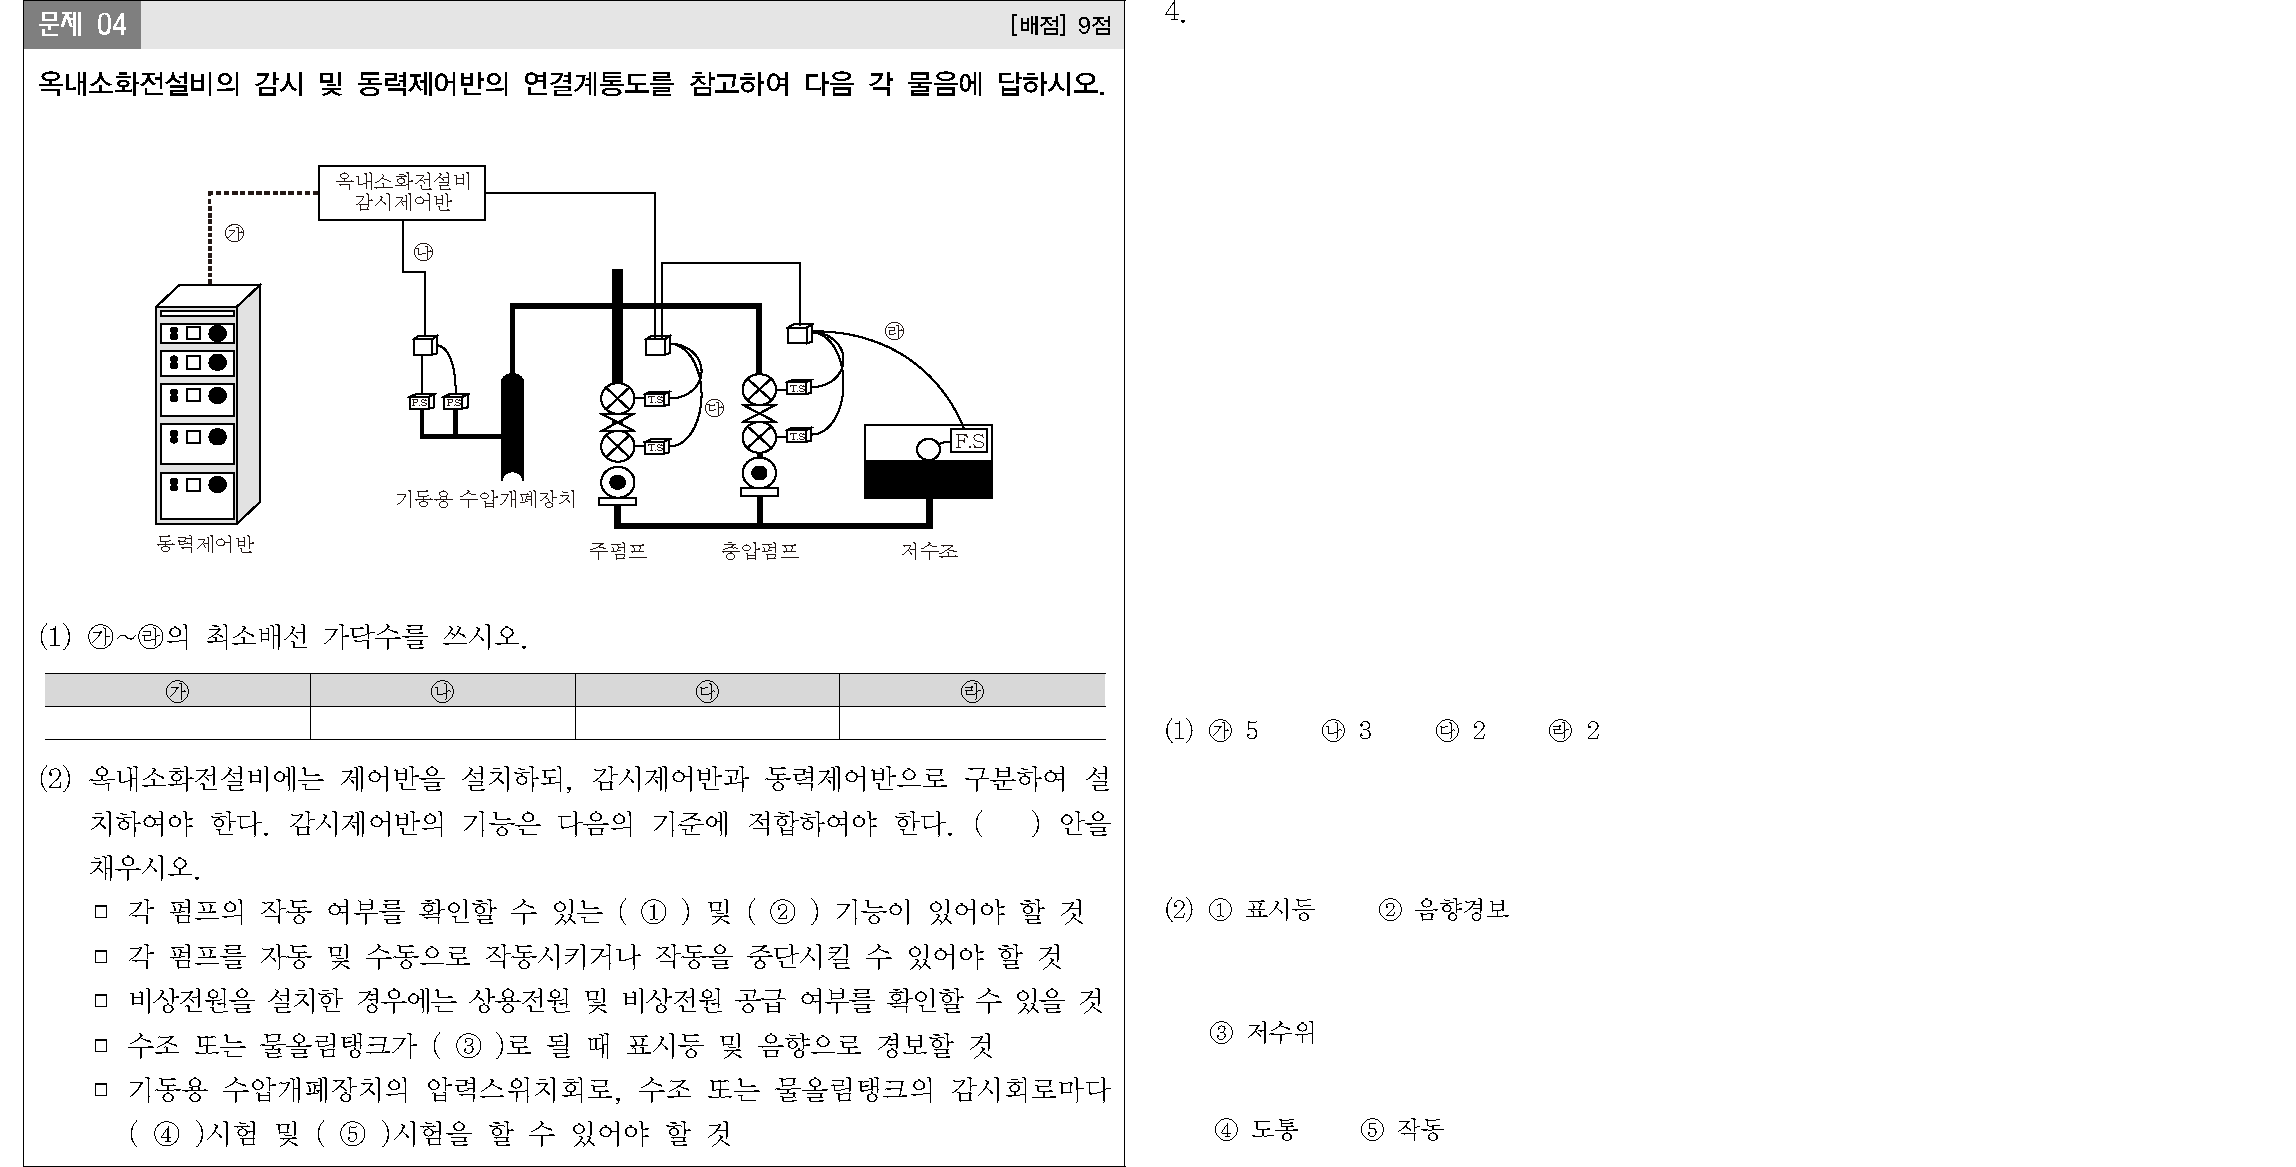 문제 04
[배점] 9점
옥내소화전설비의 감시 및 동력제어반의 연결계통도를 참고하여 다음 각 물음에 답하시오.
옥내소화전설비
감시제어반
㉮
㉯
㉱
P.S P.S
T.S
T.S
T.S
T.S
㉰
F.S
기동용 수압개폐장치
동력제어반
주펌프
충압펌프
저수조
(1) ㉮~㉱의 최소배선 가닥수를 쓰시오.
㉮ ㉯ ㉰ ㉱
(2) 옥내소화전설비에는 제어반을 설치하되, 감시제어반과 동력제어반으로 구분하여 설
치하여야 한다. 감시제어반의 기능은 다음의 기준에 적합하여야 한다. ( ) 안을
채우시오.
□ 각 펌프의 작동 여부를 확인할 수 있는 ( ① ) 및 ( ② ) 기능이 있어야 할 것
□ 각 펌프를 자동 및 수동으로 작동시키거나 작동을 중단시킬 수 있어야 할 것
□ 비상전원을 설치한 경우에는 상용전원 및 비상전원 공급 여부를 확인할 수 있을 것
□ 수조 또는 물올림탱크가 ( ③ )로 될 때 표시등 및 음향으로 경보할 것
□ 기동용 수압개폐장치의 압력스위치회로, 수조 또는 물올림탱크의 감시회로마다
( ④ )시험 및 ( ⑤ )시험을 할 수 있어야 할 것
4.
(1) ㉮ 5 ㉯ 3 ㉰ 2 ㉱ 2
(2) ① 표시등 ② 음향경보
③ 저수위
④ 도통 ⑤ 작동